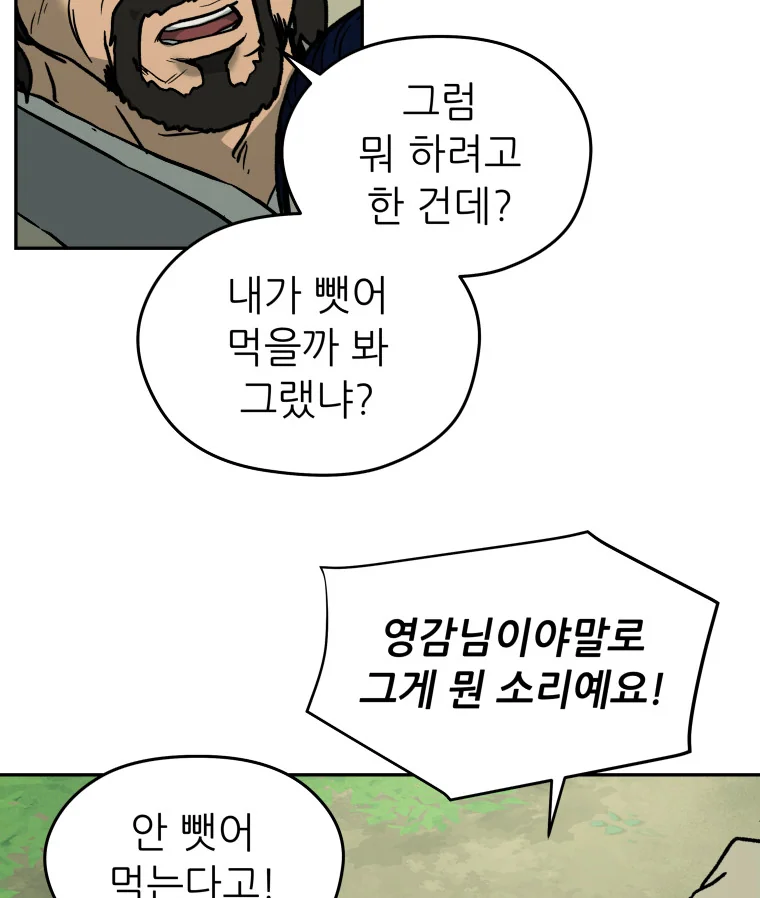 그럼
뭐 하려고
한 건데?
내가 뺏어
먹을까 봐
그랬냐?
영감님이야말로
그게 뭔 소리예요!
안 뺏어
먹는다고!